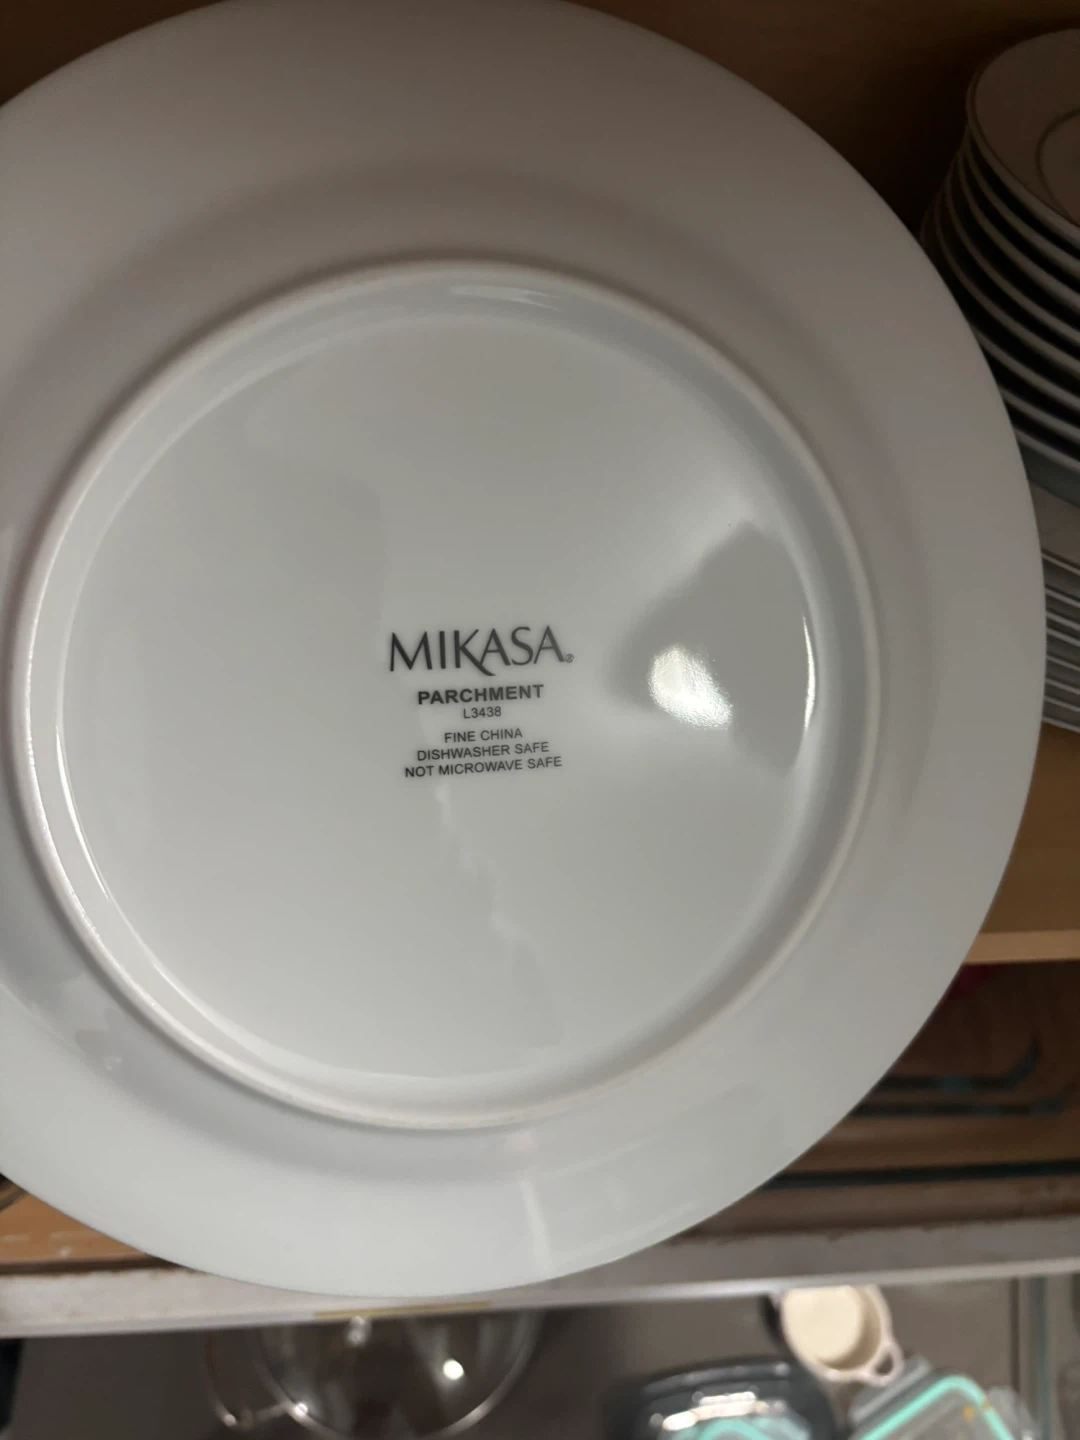 MIKASA®
PARCHMENT
L3438
FINE CHINA
DISHWASHER SAFE
NOT MICROWAVE SAFE